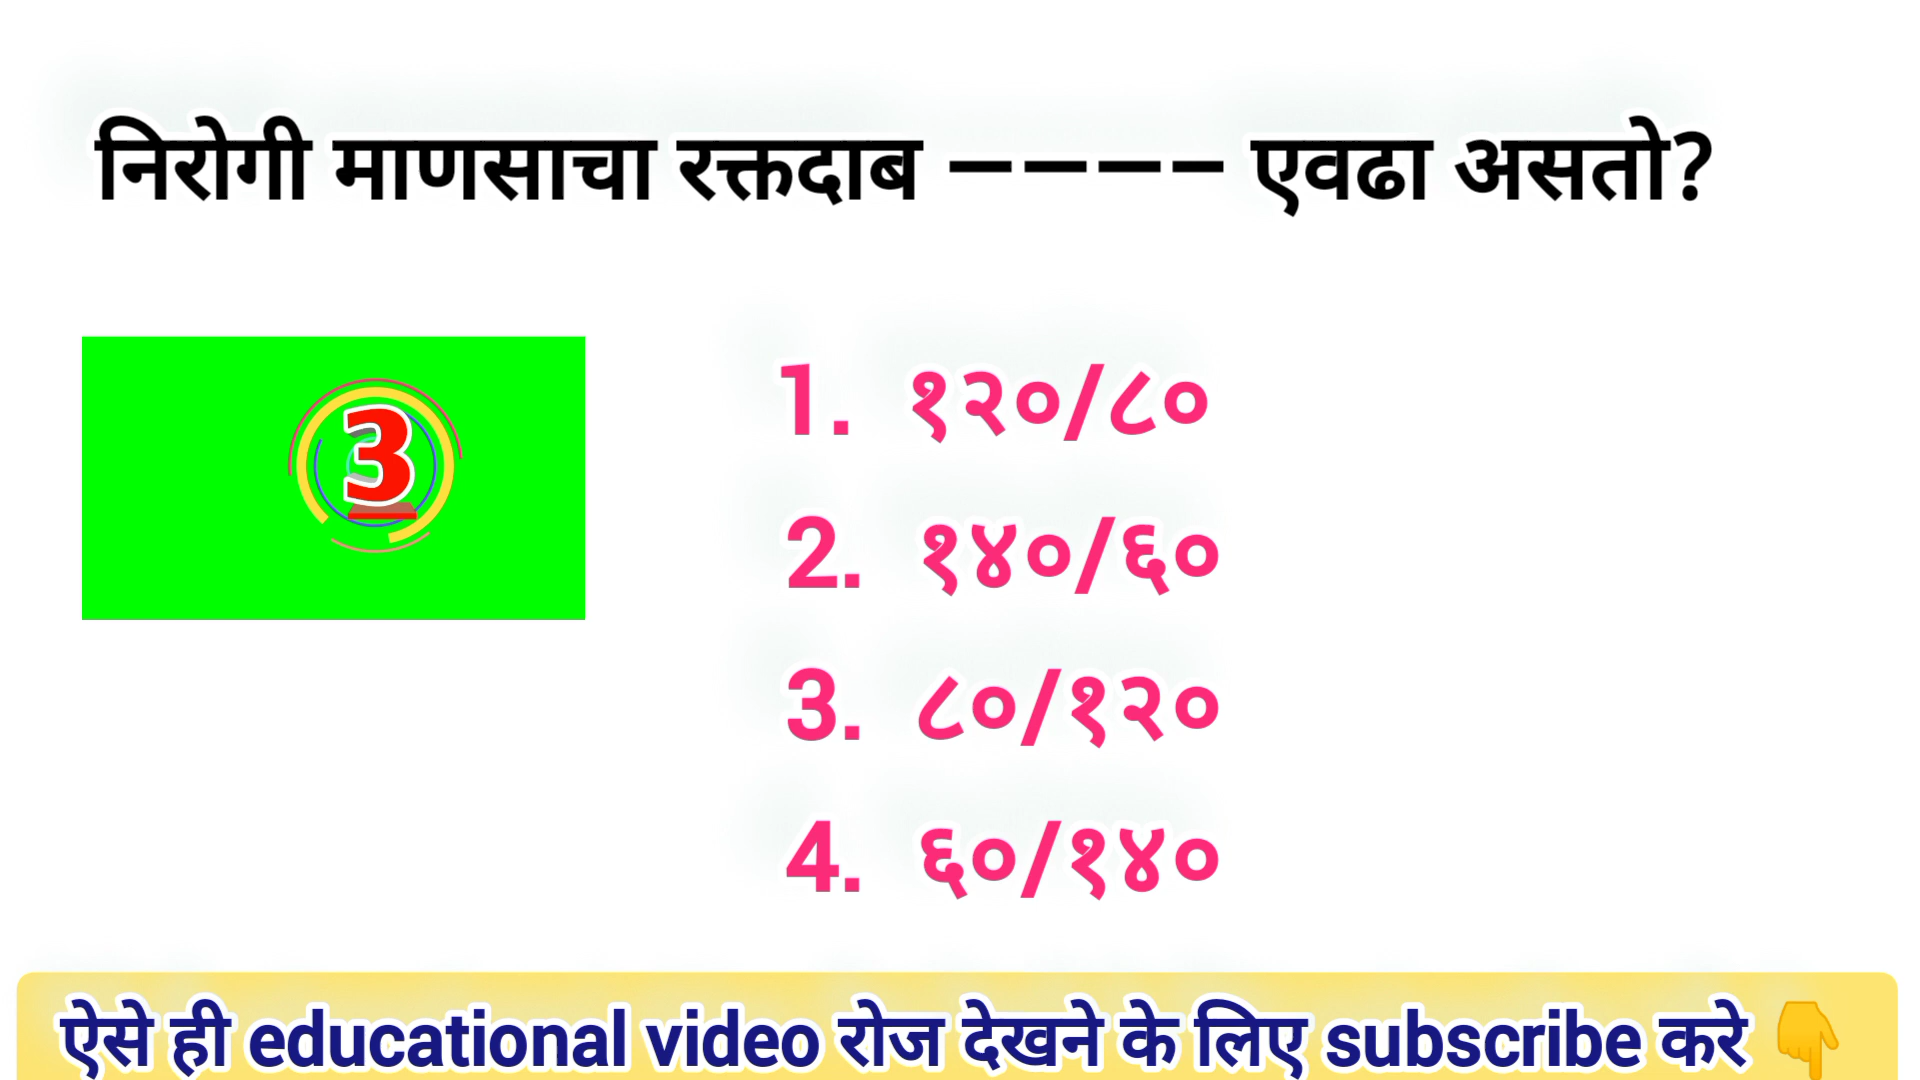 निरोगी माणसाचा रक्तदाब –––– एवढा असतो?
3
1. १२०/८०
2. १४०/६०
3. ८०/१२०
4. ६०/१४०
ऐसे ही educational video रोज देखने के लिए subscribe करे 👇